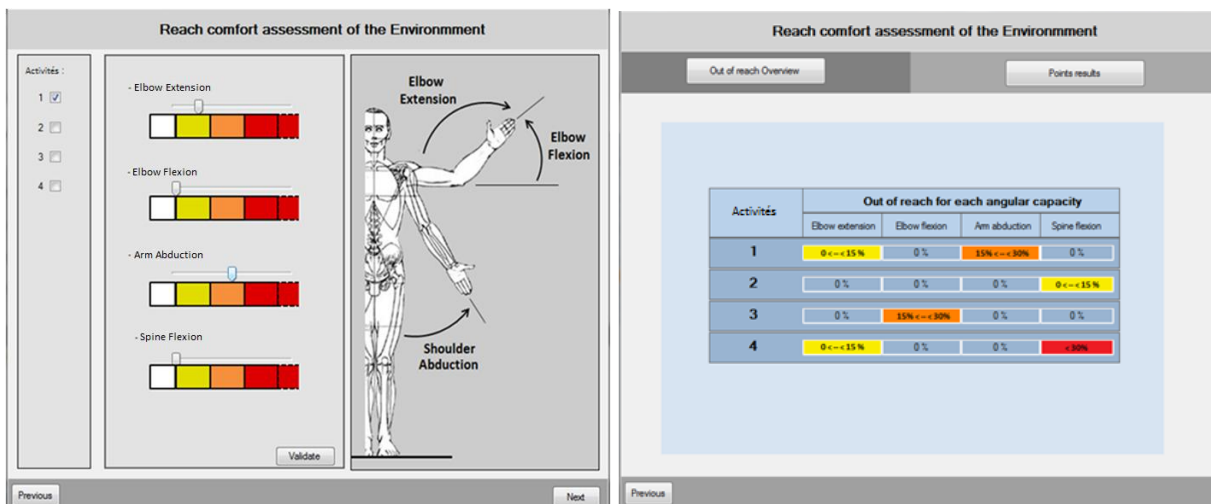 Reach comfort assessment of the Environmment
Activités :
1
2
3
4
- Elbow Extension
- Elbow Flexion
- Arm Abduction
- Spine Flexion
Validate
Elbow
Extension
Elbow
Flexion
Shoulder
Abduction
Previous
Next
Reach comfort assessment of the Environmment
Out of reach Overview
Points results
Activités
Out of reach for each angular capacity
Elbow extension Elbow flexion Arm abduction Spine flexion
1 0<--<15% 0 % 15%<--<30% 0 %
2 0 % 0 % 0 % 0<--<15%
3 0 % 15%<--<30% 0 % 0 %
4 0<--<15% 0 % 0 % <30%
Previous